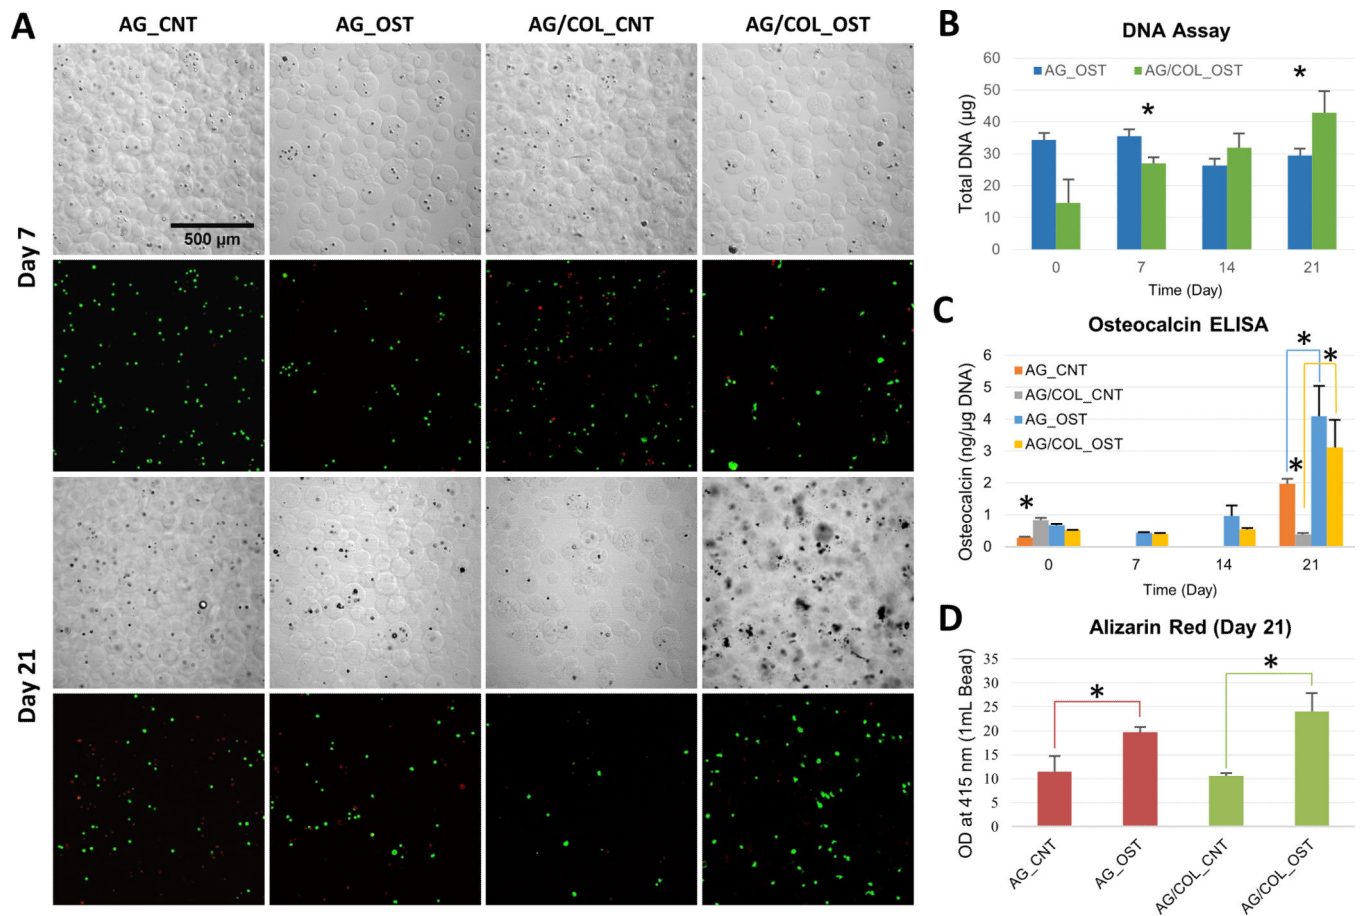 A
AG_CNT
AG_OST
AG/COL_CNT
AG/COL_OST
Day 7
500 µm
Day 21
B
DNA Assay
AG_OST
AG/COL_OST
Total DNA (µg)
60
50
40
30
20
10
0
*
*
0
7
14
21
Time (Day)
C
Osteocalcin ELISA
Osteocalcin (ng/µg DNA)
6
5
4
3
2
1
0
AG_CNT
AG/COL_CNT
AG_OST
AG/COL_OST
*
*
*
*
0
7
14
21
Time (Day)
D
Alizarin Red (Day 21)
OD at 415 nm (1mL Bead)
35
30
25
20
15
10
5
0
*
*
AG_CNT
AG_OST
AG/COL_CNT
AG/COL_OST